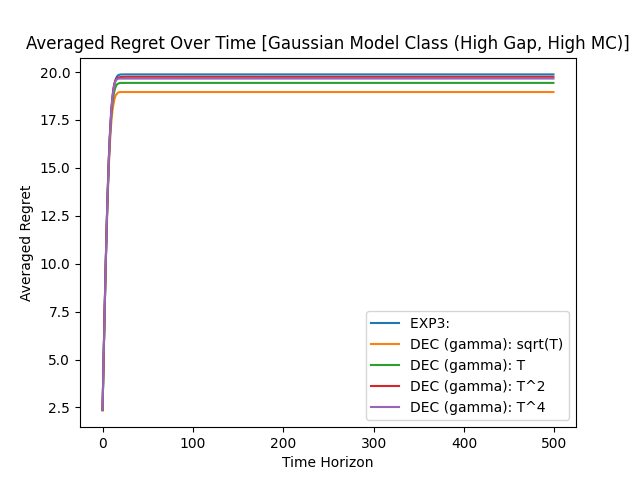 Averaged Regret Over Time [Gaussian Model Class (High Gap, High MC)]
20.0
17.5
15.0
12.5
10.0
7.5
5.0
2.5
Averaged Regret
EXP3:
DEC (gamma): sqrt(T)
DEC (gamma): T
DEC (gamma): T^2
DEC (gamma): T^4
0 100 200 300 400 500
Time Horizon